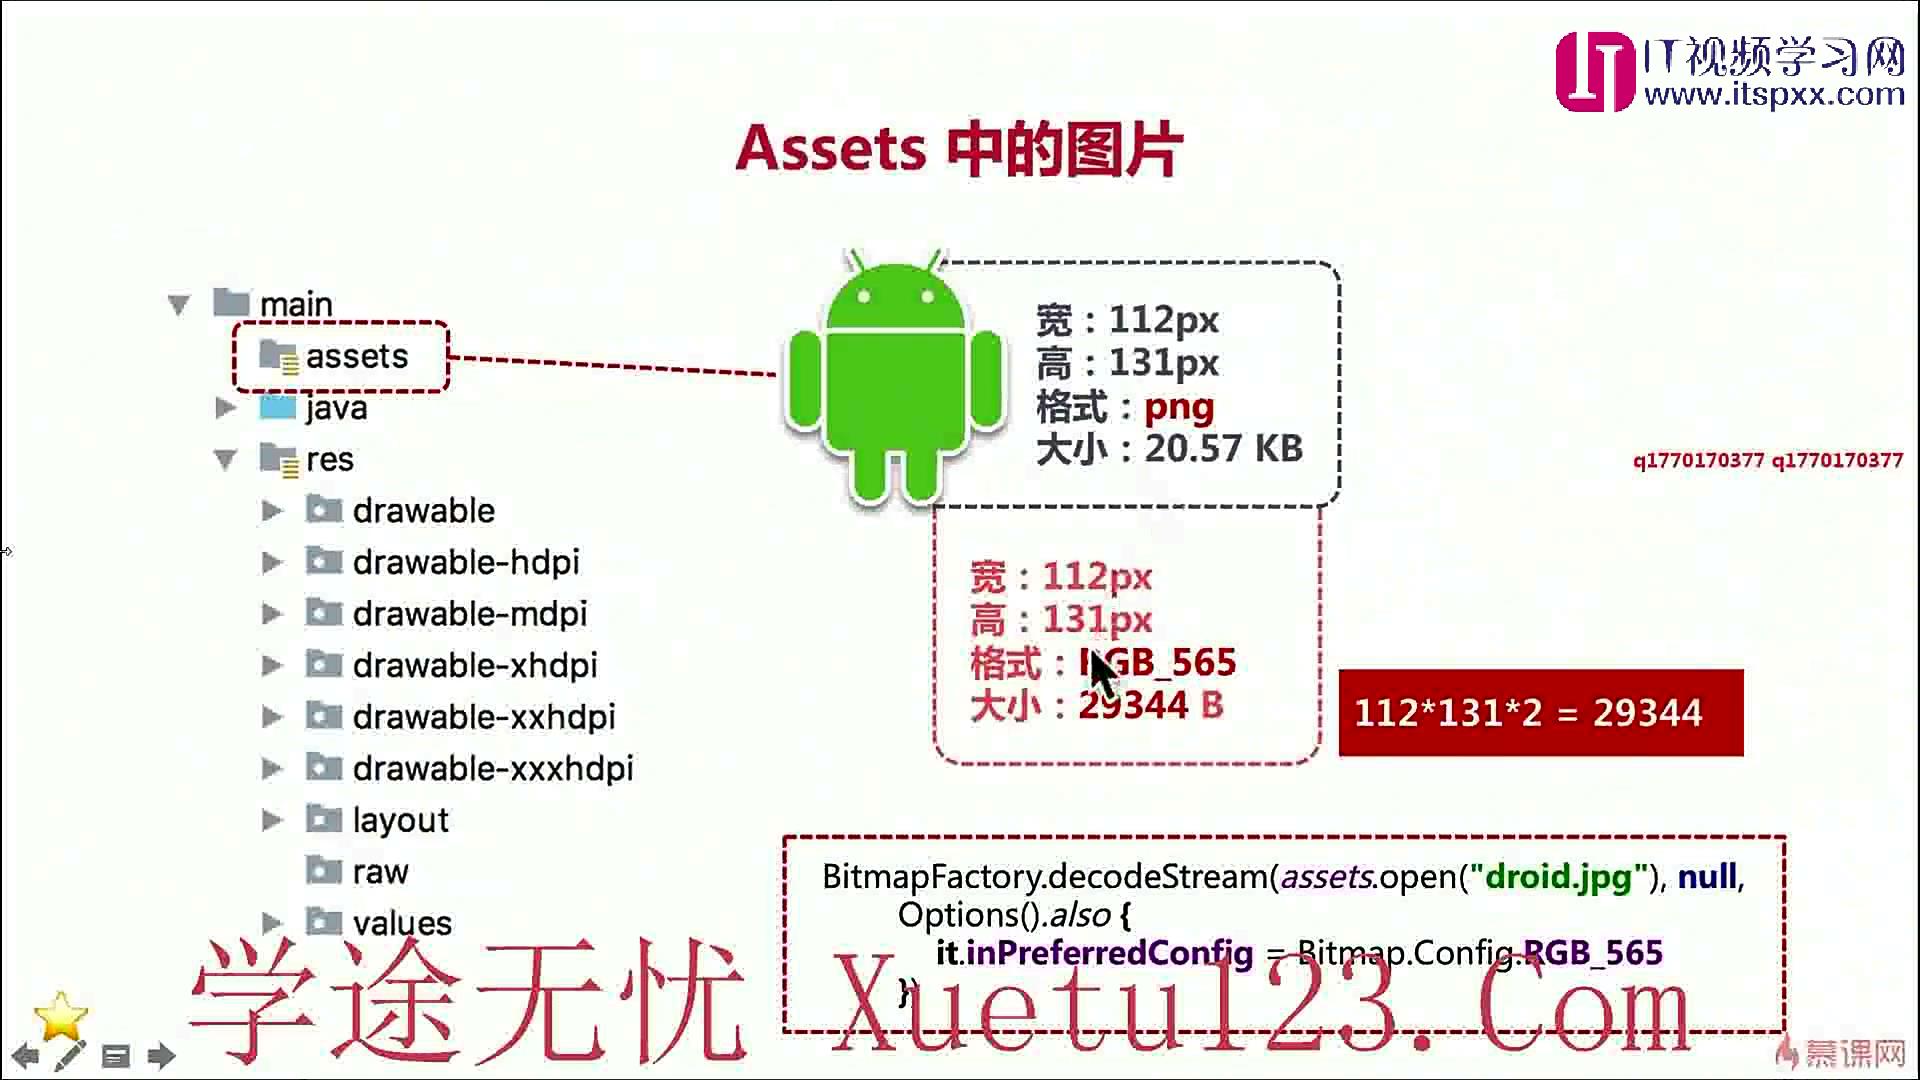 IT视频学习网
www.itspxx.com
Assets 中的图片
main
assets
java
res
drawable
drawable-hdpi
drawable-mdpi
drawable-xhdpi
drawable-xxhdpi
drawable-xxxhdpi
layout
raw
values
宽：112px
高：131px
格式：png
大小：20.57 KB
q1770170377 q1770170377
宽：112px
高：131px
格式：RGB_565
大小：29344 B
112*131*2 = 29344
BitmapFactory.decodeStream(assets.open("droid.jpg"), null,
Options().also {
it.inPreferredConfig = Bitmap.Config.RGB_565
})
学途无忧 Xuetu123.Com
慕课网